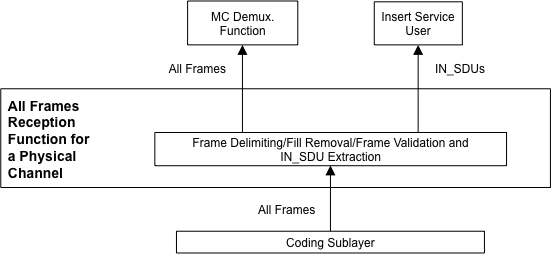 MC Demux.
Function
Insert Service
User
All Frames
IN_SDUs
All Frames
Reception
Function for
a Physical
Channel
Frame Delimiting/Fill Removal/Frame Validation and
IN_SDU Extraction
All Frames
Coding Sublayer